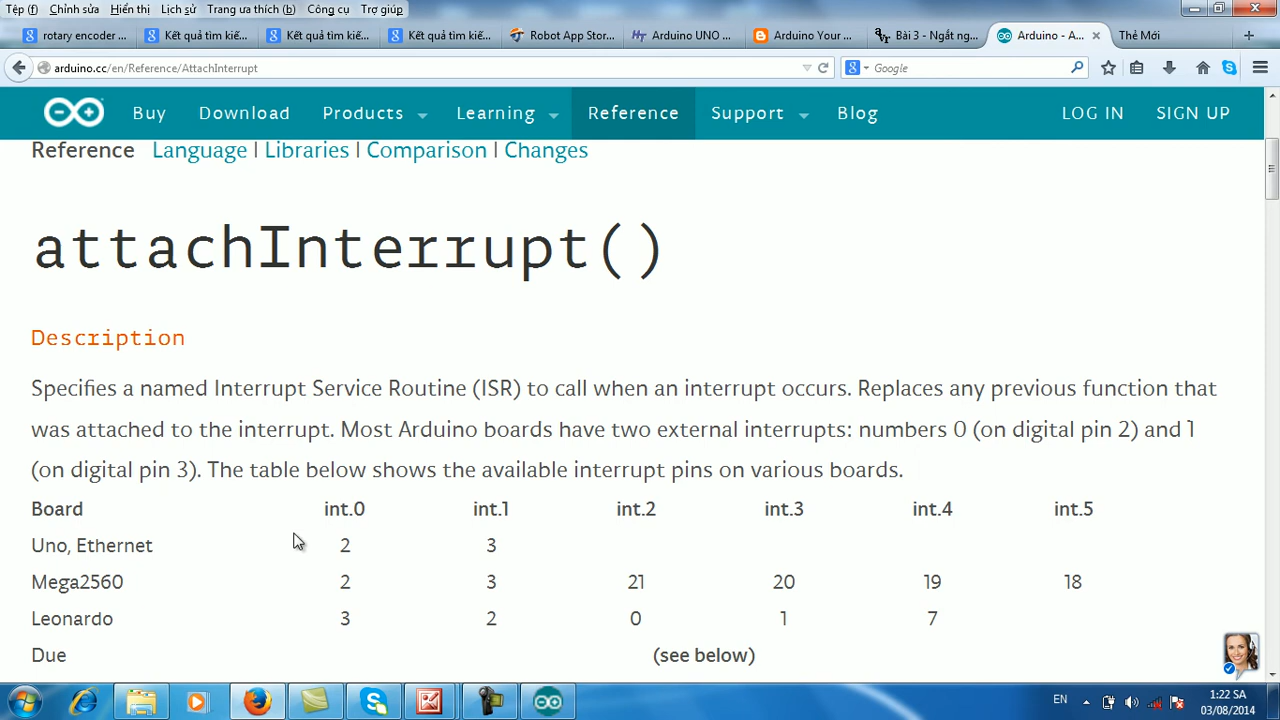 Tệp (f) Chỉnh sửa Hiển thị Lịch sử Trang ưa thích (b) Công cụ Trợ giúp
rotary encoder ... Kết quả tìm kiế... Kết quả tìm kiế... Kết quả tìm kiế... Robot App Stor... Arduino UNO ... Arduino Your ... Bài 3 - Ngắt ng... Arduino - A... Thẻ Mới
arduino.cc/en/Reference/AttachInterrupt Google
Buy Download Products Learning Reference Support Blog LOG IN SIGN UP
Reference Language | Libraries | Comparison | Changes
attachInterrupt()
Description
Specifies a named Interrupt Service Routine (ISR) to call when an interrupt occurs. Replaces any previous function that
was attached to the interrupt. Most Arduino boards have two external interrupts: numbers 0 (on digital pin 2) and 1
(on digital pin 3). The table below shows the available interrupt pins on various boards.
Board int.0 int.1 int.2 int.3 int.4 int.5
Uno, Ethernet 2 3
Mega2560 2 3 21 20 19 18
Leonardo 3 2 0 1 7
Due (see below)
EN 1:22 SA
03/08/2014